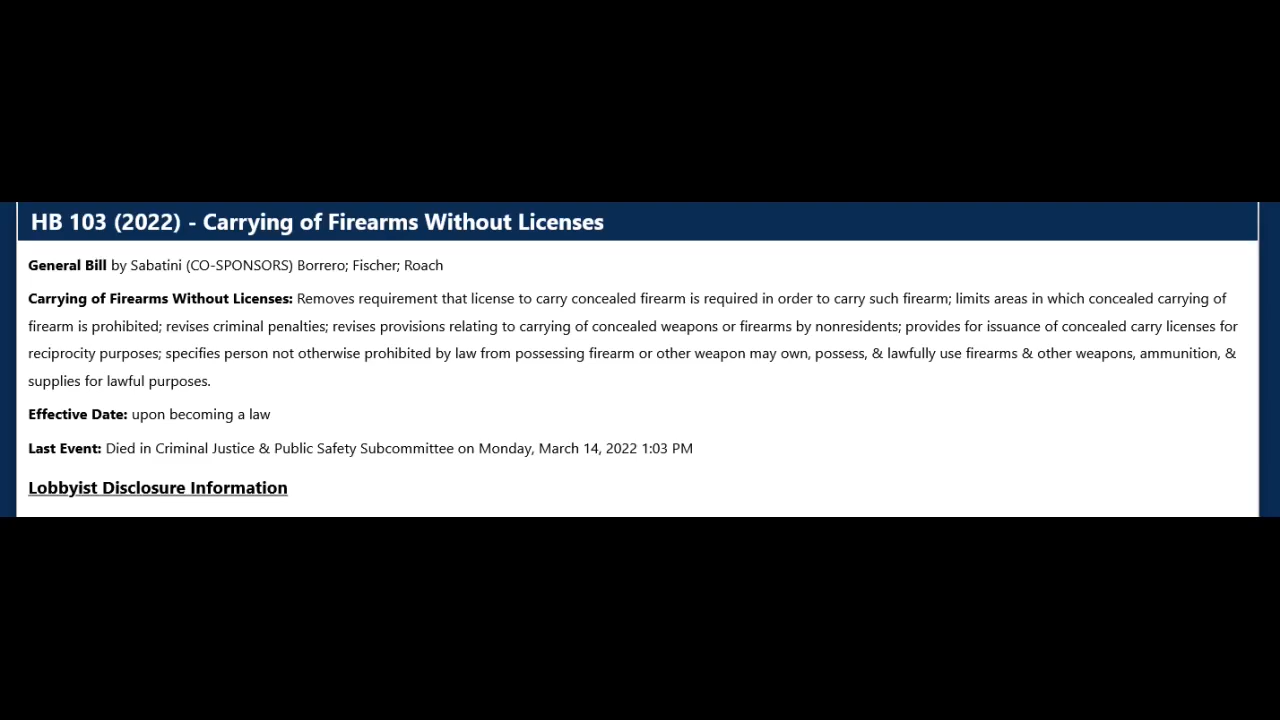 HB 103 (2022) - Carrying of Firearms Without Licenses
General Bill by Sabatini (CO-SPONSORS) Borrero; Fischer; Roach
Carrying of Firearms Without Licenses: Removes requirement that license to carry concealed firearm is required in order to carry such firearm; limits areas in which concealed carrying of
firearm is prohibited; revises criminal penalties; revises provisions relating to carrying of concealed weapons or firearms by nonresidents; provides for issuance of concealed carry licenses for
reciprocity purposes; specifies person not otherwise prohibited by law from possessing firearm or other weapon may own, possess, & lawfully use firearms & other weapons, ammunition, &
supplies for lawful purposes.
Effective Date: upon becoming a law
Last Event: Died in Criminal Justice & Public Safety Subcommittee on Monday, March 14, 2022 1:03 PM
Lobbyist Disclosure Information